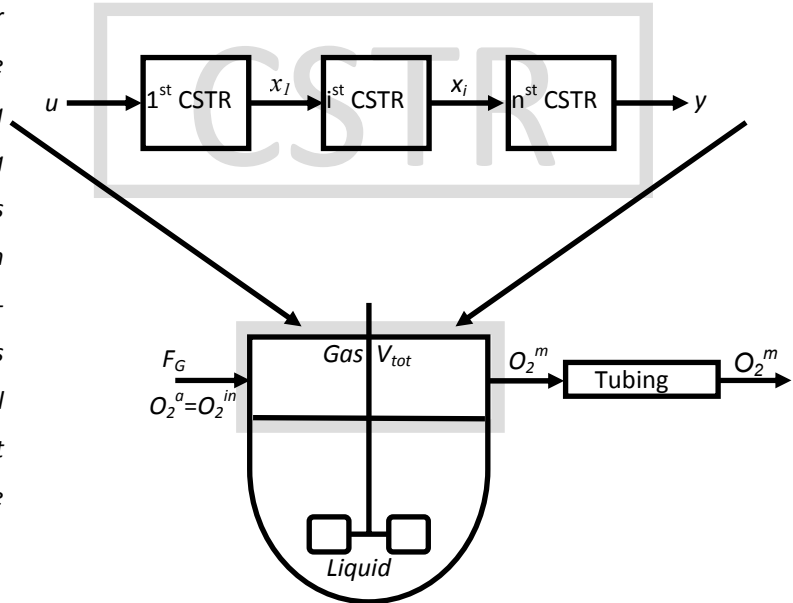 CSTR
u 1st CSTR x1 ist CSTR xi nst CSTR y
FG
O2a=O2in
Gas Vtot
O2m
Tubing
O2m
Liquid